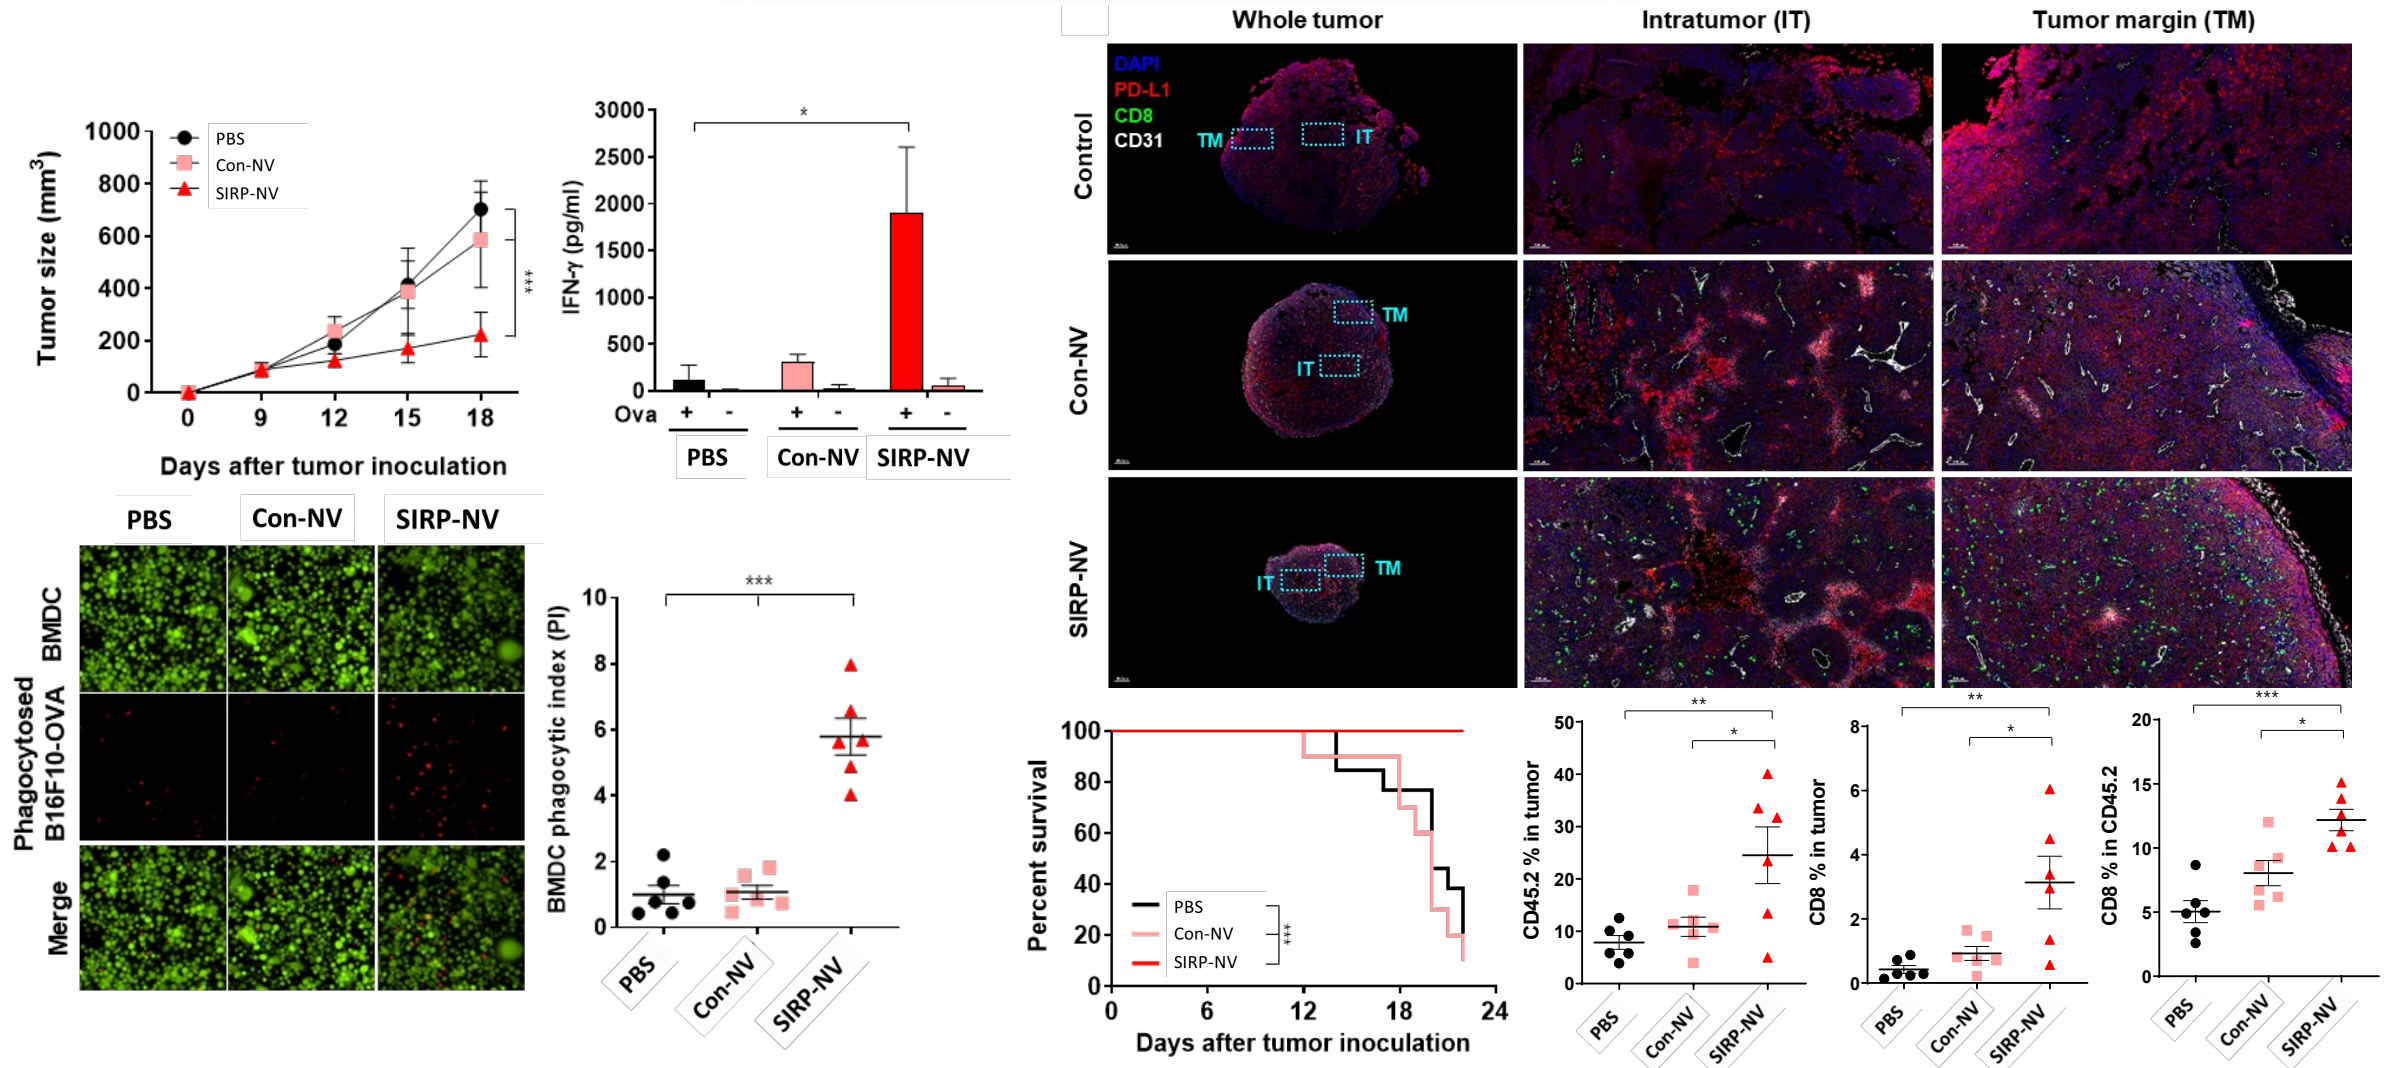 Tumor size (mm3)
1000
800
600
400
200
0
PBS
Con-NV
SIRP-NV
***
0 9 12 15 18
Days after tumor inoculation
IFN-γ (pg/ml)
3000
2500
2000
1500
1000
500
0
*
Ova + - + - + -
PBS Con-NV SIRP-NV
PBS Con-NV SIRP-NV
BMDC
Phagocytosed
B16F10-OVA
Merge
BMDC phagocytic index (PI)
10
8
6
4
2
0
***
PBS Con-NV SIRP-NV
Whole tumor Intratumor (IT) Tumor margin (TM)
Control
DAPI
PD-L1
CD8
CD31
TM IT
Con-NV
TM
IT
SIRP-NV
IT TM
Percent survival
100
80
60
40
20
0
PBS
Con-NV
SIRP-NV
***
0 6 12 18 24
Days after tumor inoculation
CD45.2 % in tumor
50
40
30
20
10
0
**
*
PBS Con-NV SIRP-NV
CD8 % in tumor
8
6
4
2
0
**
*
PBS Con-NV SIRP-NV
CD8 % in CD45.2
20
15
10
5
0
***
*
PBS Con-NV SIRP-NV